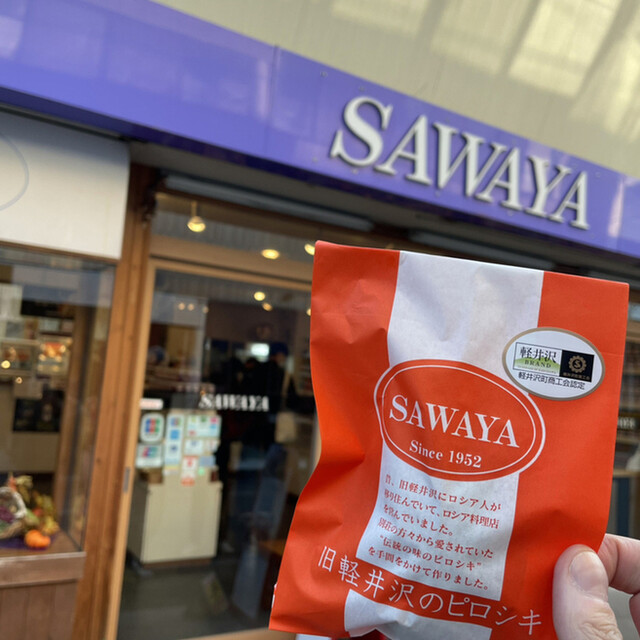 SAWAYA
SAWAYA
軽井沢
BRAND
軽井沢町商工会認定
SAWAYA
Since 1952
昔、旧軽井沢にロシア人が
移り住んでいて、ロシア料理店
を営んでいました。
別荘の方々から愛されていた
"伝統の味のピロシキ"
を手間をかけて作りました。
旧軽井沢のピロシキ